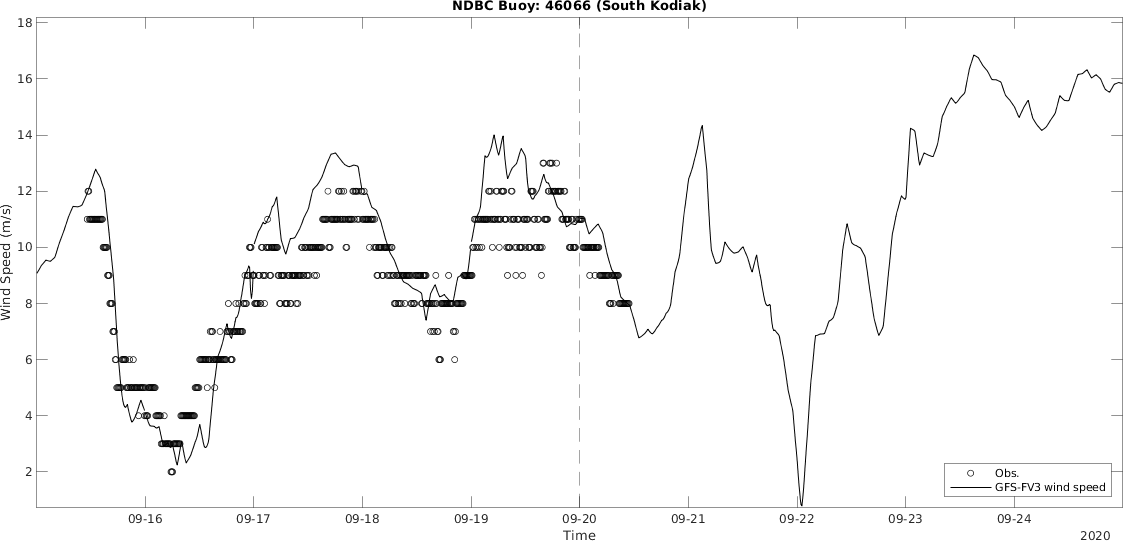 NDBC Buoy: 46066 (South Kodiak)
18
16
14
12
10
8
6
4
2
Wind Speed (m/s)
Obs.
GFS-FV3 wind speed
09-16 09-17 09-18 09-19 09-20 09-21 09-22 09-23 09-24
Time
2020